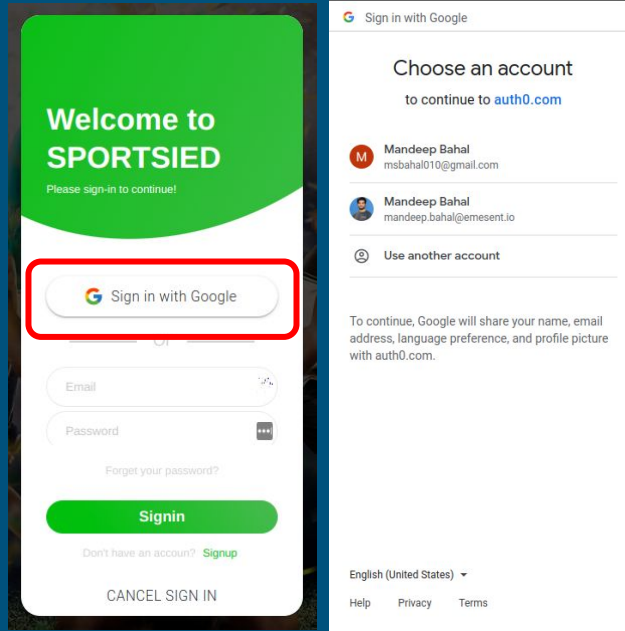 Welcome to
SPORTSIED
Please sign-in to continue!
Sign in with Google
Or
Email
Password
Forget your password?
Signin
Don't have an accoun? Signup
CANCEL SIGN IN
Sign in with Google
Choose an account
to continue to auth0.com
M
Mandeep Bahal
msbahal010@gmail.com
Mandeep Bahal
mandeep.bahal@emesent.io
Use another account
To continue, Google will share your name, email
address, language preference, and profile picture
with auth0.com.
English (United States)
Help Privacy Terms